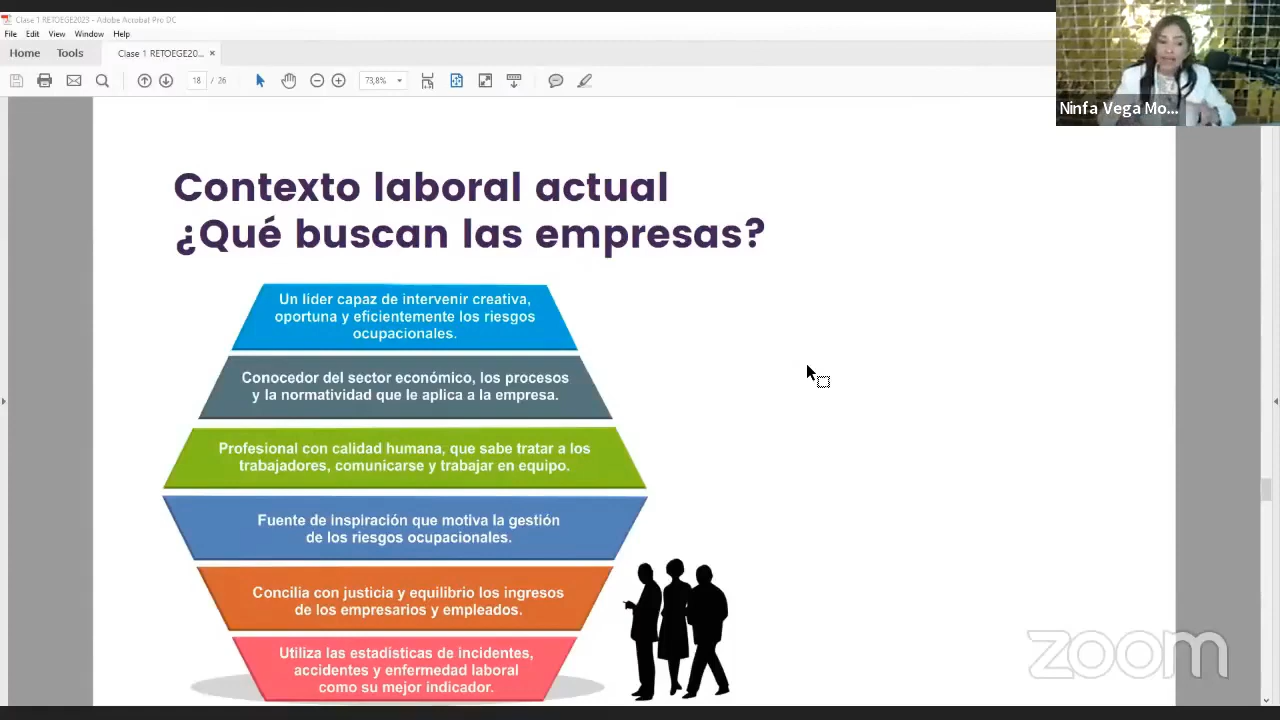 Clase 1 RETOEGE2023 - Adobe Acrobat Pro DC
File Edit View Window Help
Home Tools Clase 1 RETOEGE20... ×
18 / 26 73,8%
Ninfa Vega Mo...
Contexto laboral actual
¿Qué buscan las empresas?
Un líder capaz de intervenir creativa,
oportuna y eficientemente los riesgos
ocupacionales.
Conocedor del sector económico, los procesos
y la normatividad que le aplica a la empresa.
Profesional con calidad humana, que sabe tratar a los
trabajadores, comunicarse y trabajar en equipo.
Fuente de inspiración que motiva la gestión
de los riesgos ocupacionales.
Concilia con justicia y equilibrio los ingresos
de los empresarios y empleados.
Utiliza las estadísticas de incidentes,
accidentes y enfermedad laboral
como su mejor indicador.
zoom